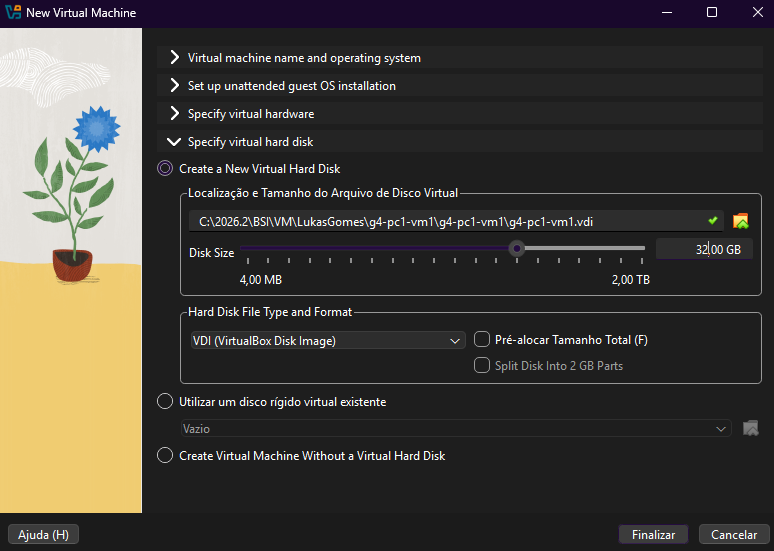 New Virtual Machine
Virtual machine name and operating system
Set up unattended guest OS installation
Specify virtual hardware
Specify virtual hard disk
Create a New Virtual Hard Disk
Localização e Tamanho do Arquivo de Disco Virtual
C:\2026.2\BSI\VM\LukasGomes\g4-pc1-vm1\g4-pc1-vm1\g4-pc1-vm1.vdi
Disk Size
32,00 GB
4,00 MB
2,00 TB
Hard Disk File Type and Format
VDI (VirtualBox Disk Image)
Pré-alocar Tamanho Total (F)
Split Disk Into 2 GB Parts
Utilizar um disco rígido virtual existente
Vazio
Create Virtual Machine Without a Virtual Hard Disk
Ajuda (H)
Finalizar
Cancelar